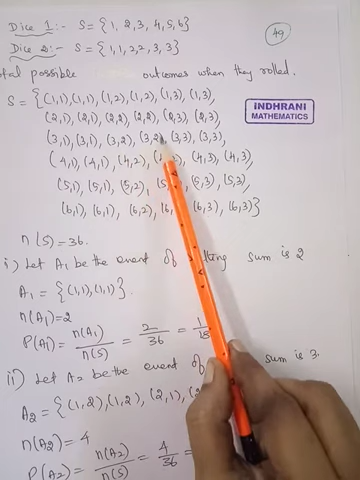 Dice 1:- S = {1, 2, 3, 4, 5, 6}
49
Dice 2:- S = {1, 1, 2, 2, 3, 3}
possible outcomes when they rolled.
S = {(1,1), (1,1), (1,2), (1,2), (1,3), (1,3)
INDHRANI
MATHEMATICS
(2,1), (2,1), (2,2), (2,2), (2,3), (2,3)
(3,1), (3,1), (3,2), (3,2), (3,3), (3,3),
(4,1), (4,1), (4,2), (4,3), (4,3),
(5,1), (5,1), (5,2), (5, (5,3), (5,3),
(6,1), (6,1), (6,2), (6, (6,3), (6,3)}
n(S) = 36.
i) Let A1 be the event of sum is 2
A1 = {(1,1), (1,1)}.
n(A1) = 2
P(A1) = n(A1)/n(S) = 2/36 = 1/18
ii) Let A2 be the event of sum is 3.
A2 = {(1,2), (1,2), (2,1), (2
n(A2) = 4
P(A2) = n(A2)/n(S) = 4/36 =